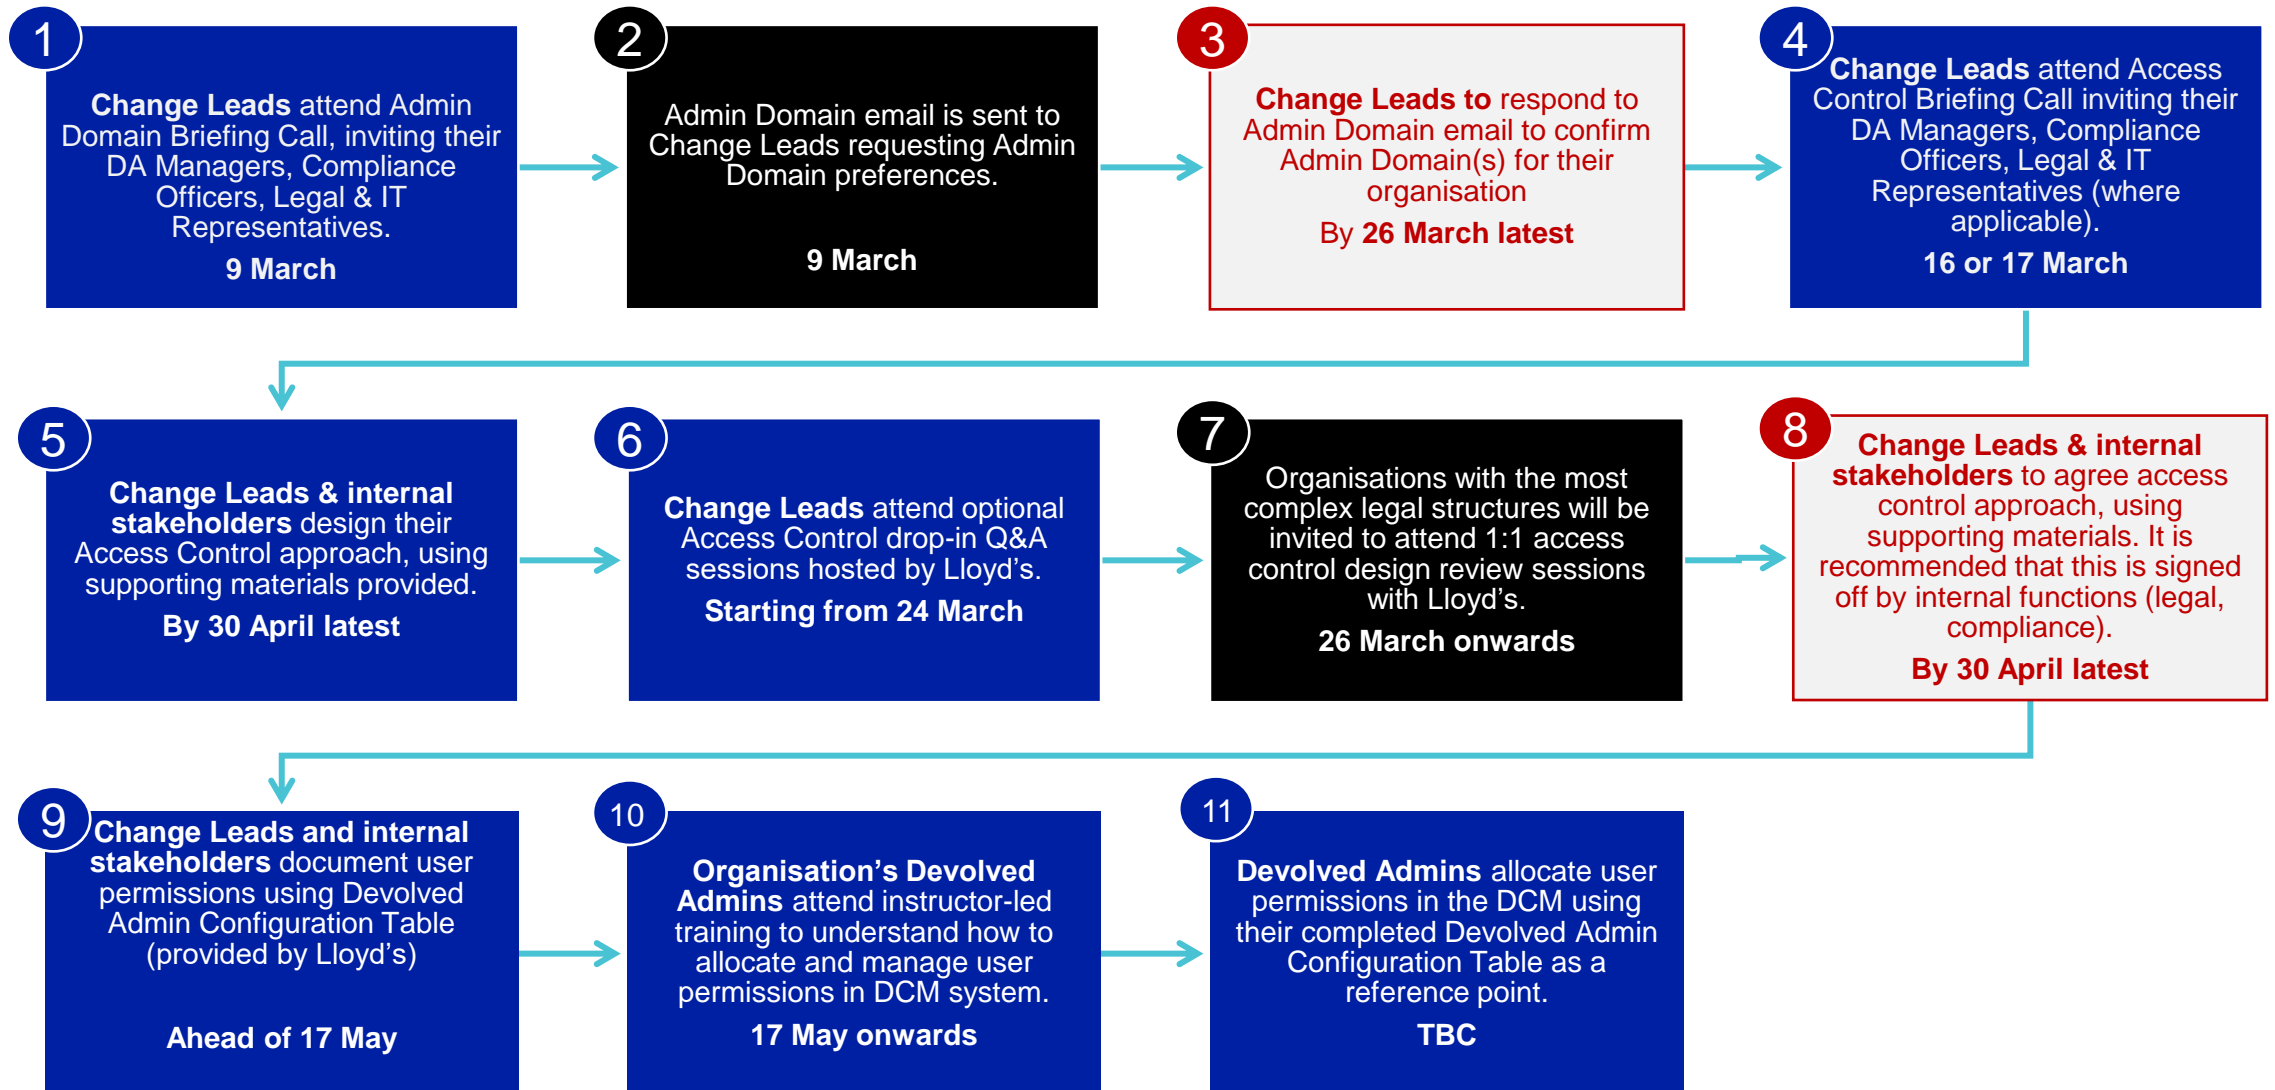 1
Change Leads attend Admin
Domain Briefing Call, inviting their
DA Managers, Compliance
Officers, Legal & IT
Representatives.
9 March
2
Admin Domain email is sent to
Change Leads requesting Admin
Domain preferences.
9 March
3
Change Leads to respond to
Admin Domain email to confirm
Admin Domain(s) for their
organisation
By 26 March latest
4
Change Leads attend Access
Control Briefing Call inviting their
DA Managers, Compliance
Officers, Legal & IT
Representatives (where
applicable).
16 or 17 March
5
Change Leads & internal
stakeholders design their
Access Control approach, using
supporting materials provided.
By 30 April latest
6
Change Leads attend optional
Access Control drop-in Q&A
sessions hosted by Lloyd's.
Starting from 24 March
7
Organisations with the most
complex legal structures will be
invited to attend 1:1 access
control design review sessions
with Lloyd's.
26 March onwards
8
Change Leads & internal
stakeholders to agree access
control approach, using
supporting materials. It is
recommended that this is signed
off by internal functions (legal,
compliance).
By 30 April latest
9
Change Leads and internal
stakeholders document user
permissions using Devolved
Admin Configuration Table
(provided by Lloyd's)
Ahead of 17 May
10
Organisation's Devolved
Admins attend instructor-led
training to understand how to
allocate and manage user
permissions in DCM system.
17 May onwards
11
Devolved Admins allocate user
permissions in the DCM using
their completed Devolved Admin
Configuration Table as a
reference point.
TBC